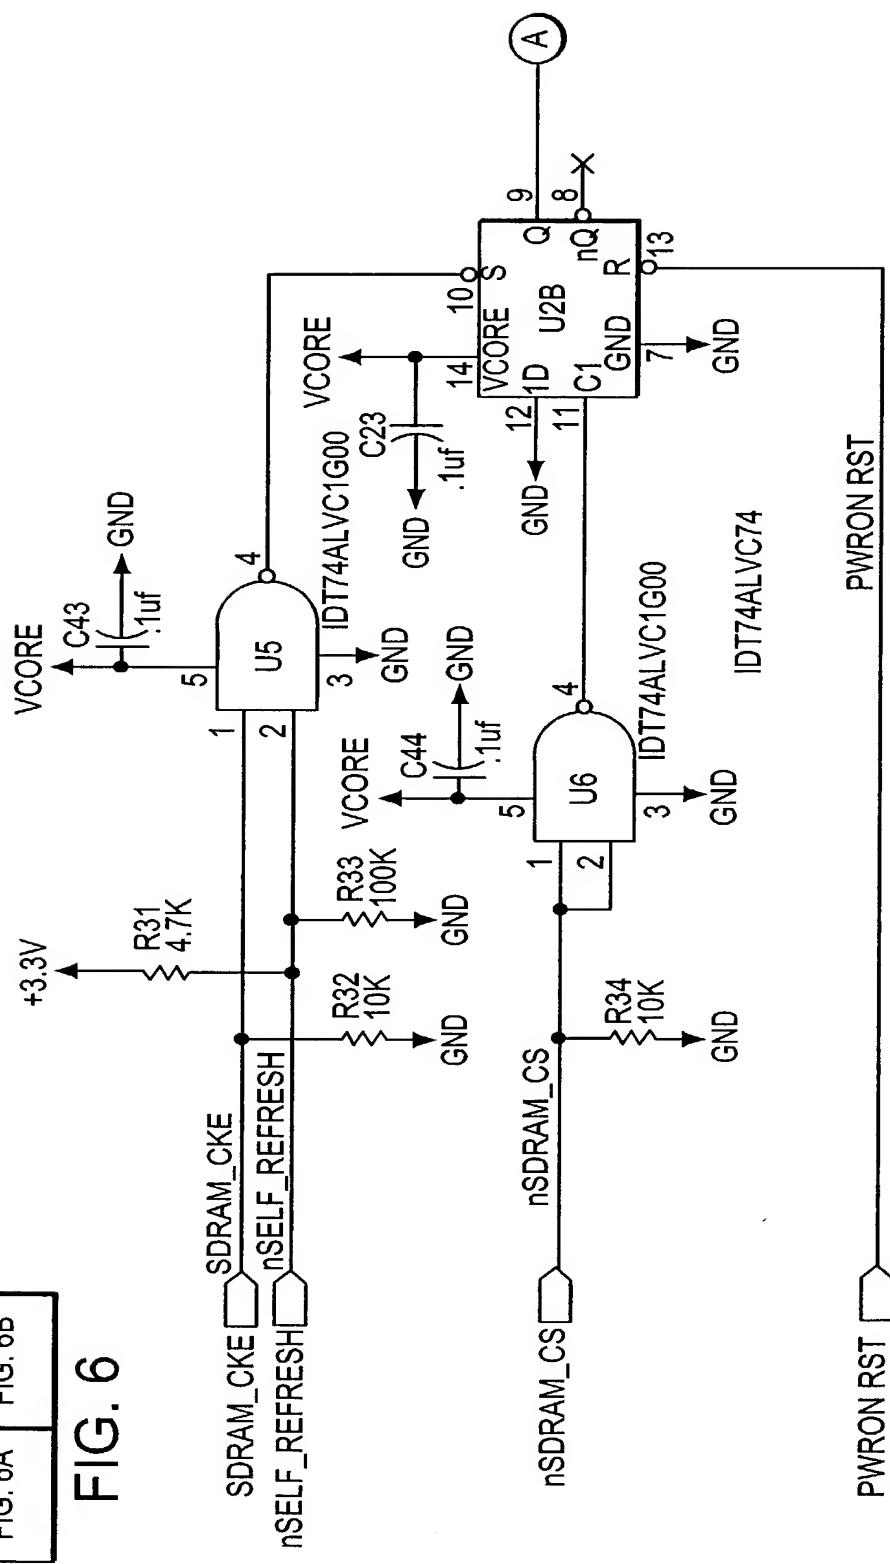 FIG. 6A FIG. 6B
FIG. 6
SDRAM_CKE
nSELF_REFRESH
SDRAM_CKE
nSELF_REFRESH
+3.3V
R31
4.7K
R32
10K
GND
R33
100K
GND
VCORE
C43
.1uf
GND
5
1
2
U5
4
3
GND
IDT74ALVC1G00
nSDRAM_CS
nSDRAM_CS
R34
10K
GND
VCORE
C44
.1uf
GND
5
1
2
U6
4
3
GND
IDT74ALVC1G00
VCORE
C23
.1uf
GND
14
VCORE
10
S
12
1D
GND
11
C1
U2B
Q
9
nQ
8
R
13
GND
7
GND
IDT74ALVC74
A
PWRON RST
PWRON RST